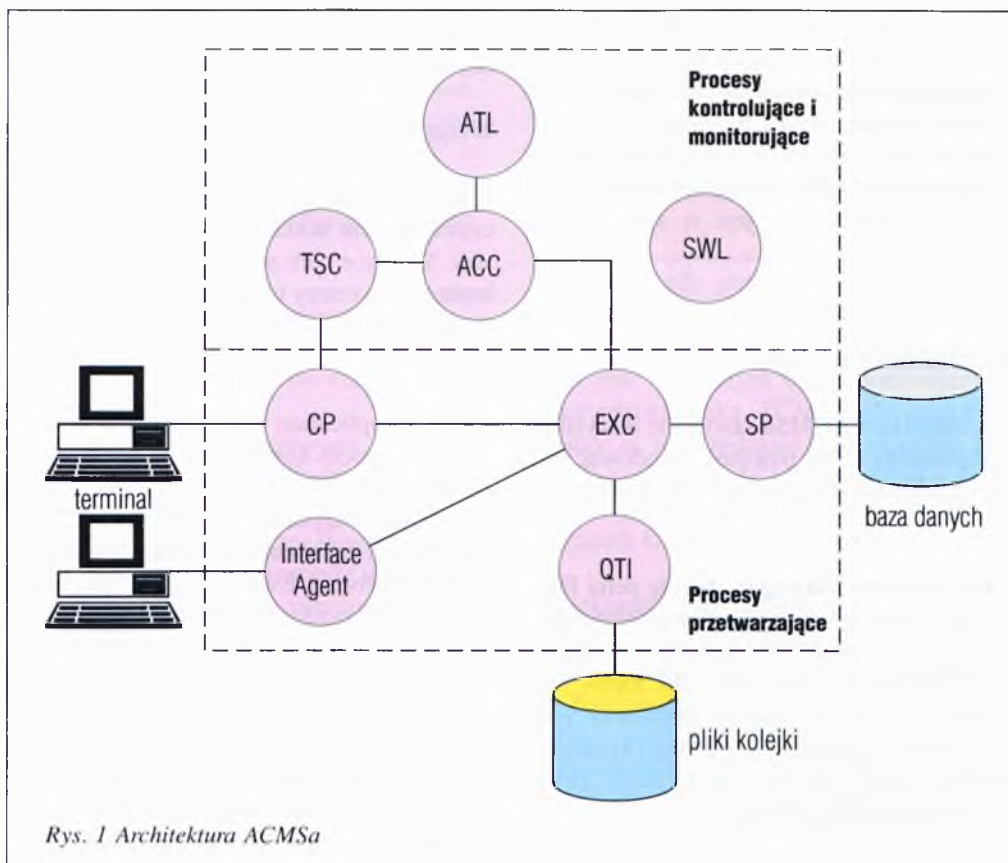 Procesy
kontrolujące i
monitorujące
ATL
TSC
ACC
SWL
CP
EXC
SP
terminal
baza danych
Interface
Agent
QTI
Procesy
przetwarzające
pliki kolejki
Rys. 1 Architektura ACMSa